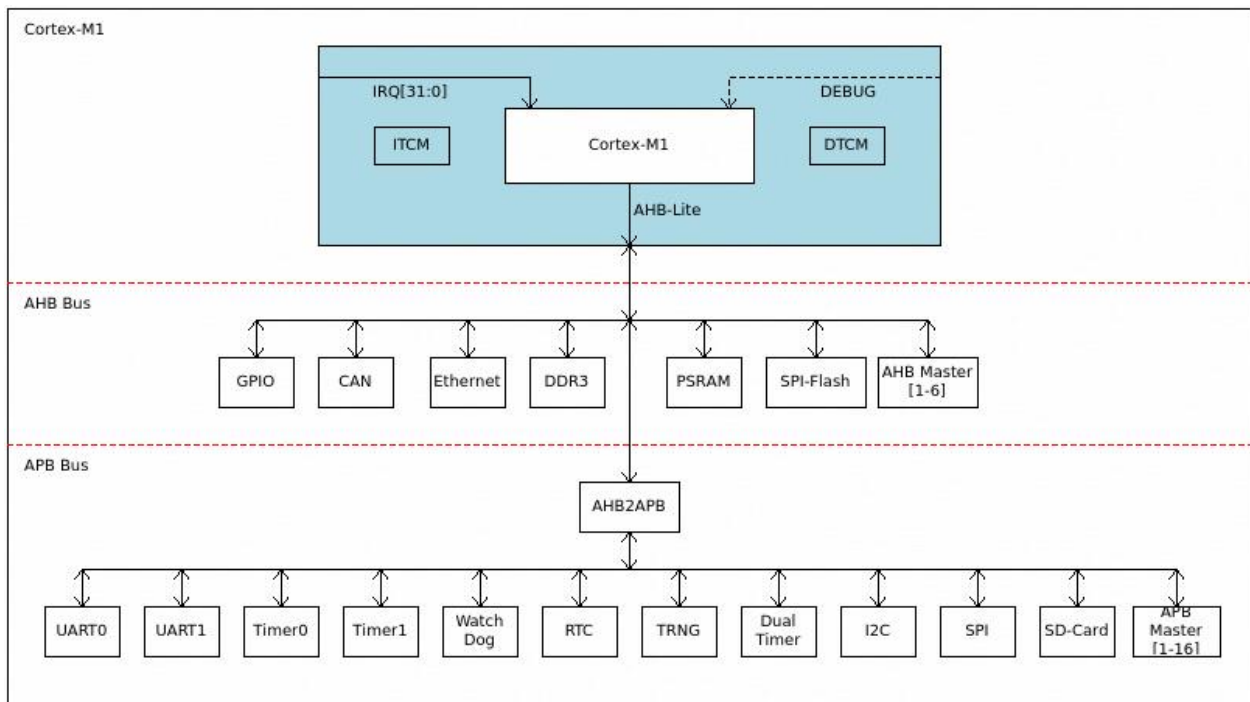 Cortex-M1
IRQ[31:0]
DEBUG
ITCM
Cortex-M1
DTCM
AHB-Lite
AHB Bus
GPIO
CAN
Ethernet
DDR3
PSRAM
SPI-Flash
AHB Master
[1-6]
APB Bus
AHB2APB
UART0
UART1
Timer0
Timer1
Watch
Dog
RTC
TRNG
Dual
Timer
I2C
SPI
SD-Card
APB
Master
[1-16]